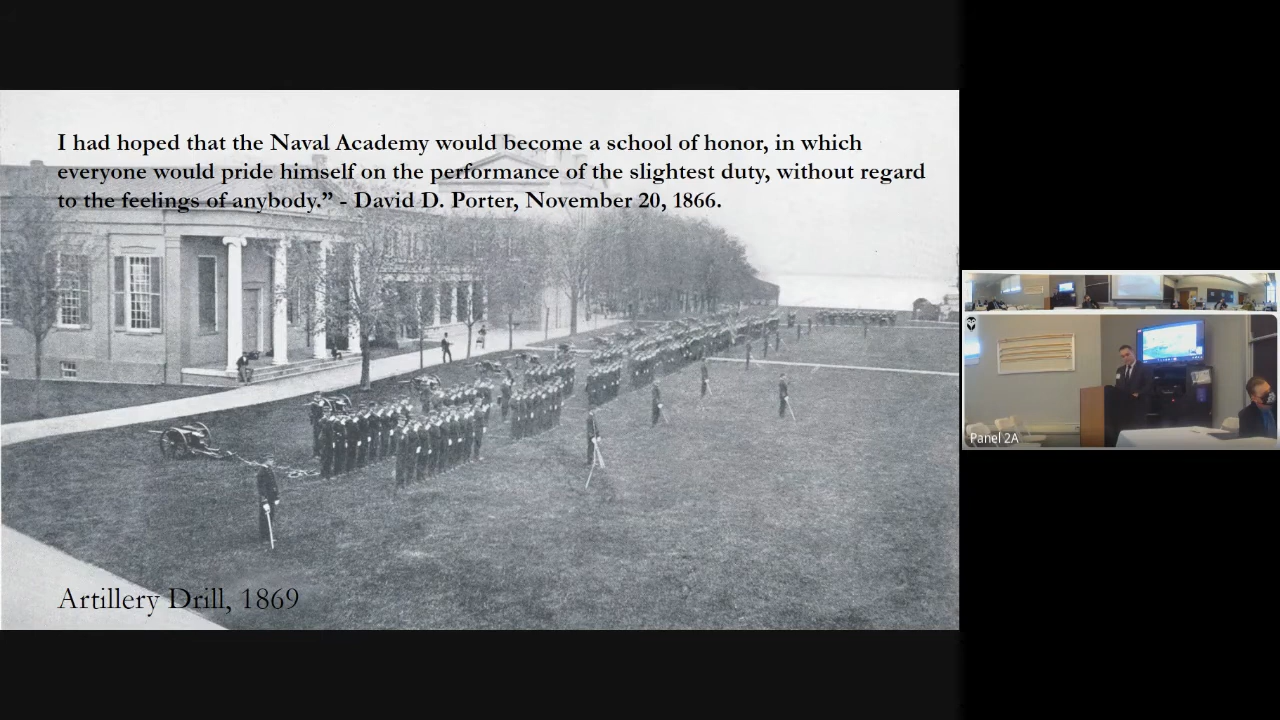 I had hoped that the Naval Academy would become a school of honor, in which
everyone would pride himself on the performance of the slightest duty, without regard
to the feelings of anybody.” - David D. Porter, November 20, 1866.
Artillery Drill, 1869
Panel 2A